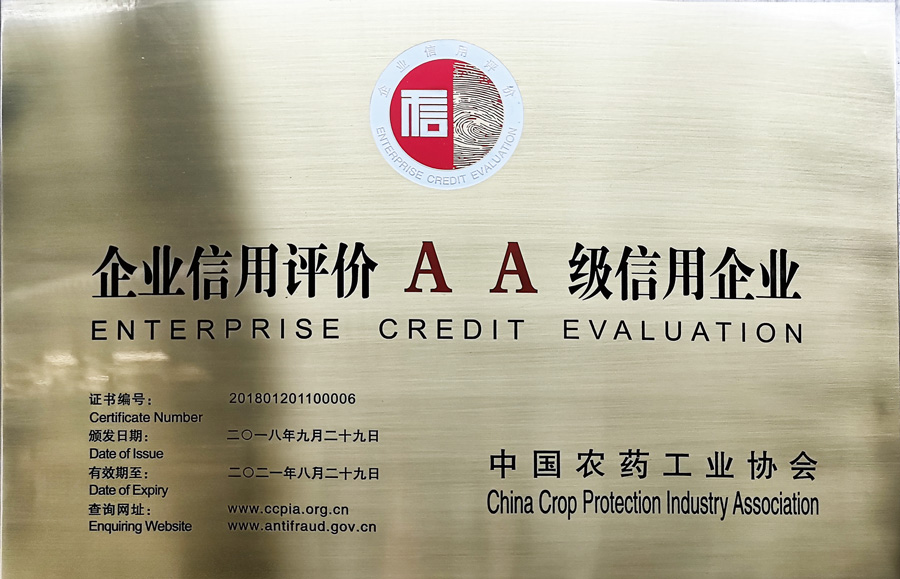 企业信用评价
信
ENTERPRISE CREDIT EVALUATION
企业信用评价 A A 级信用企业
ENTERPRISE CREDIT EVALUATION
证书编号: 201801201100006
Certificate Number
颁发日期: 二〇一八年九月二十九日
Date of Issue
有效期至: 二〇二一年八月二十九日
Date of Expiry
查询网址: www.ccpia.org.cn
Enquiring Website www.antifraud.gov.cn
中国农药工业协会
China Crop Protection Industry Association